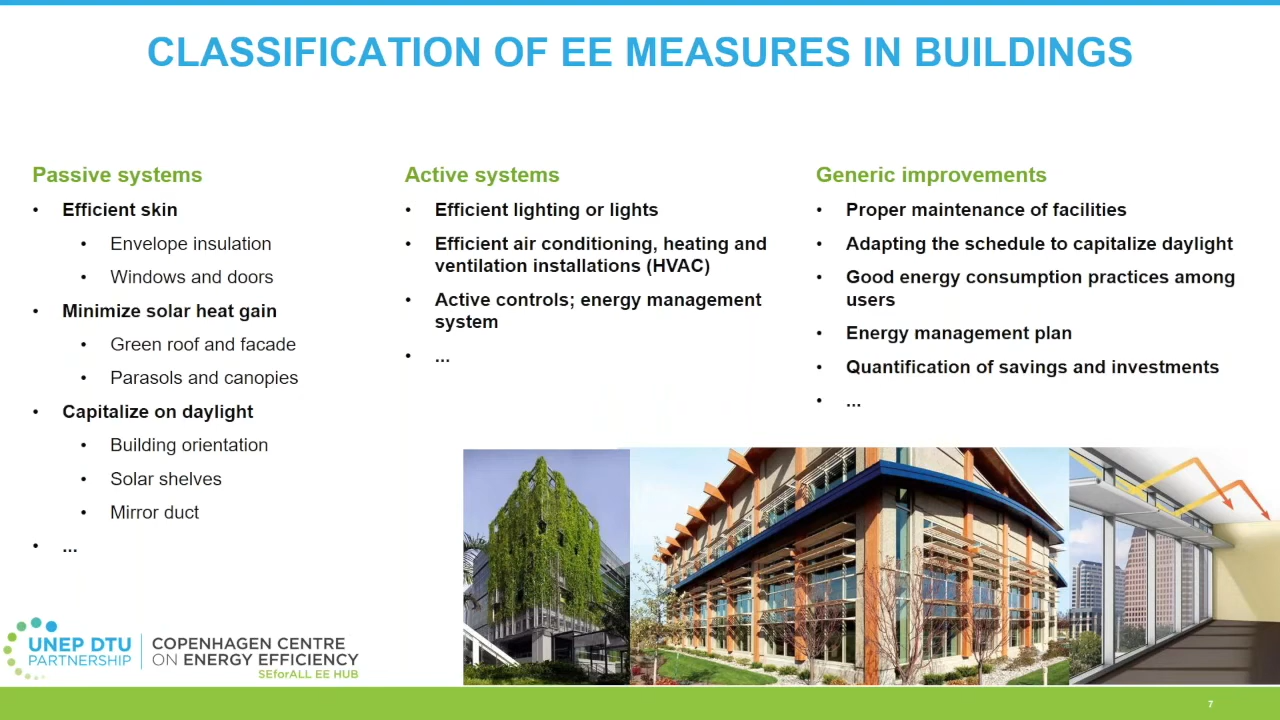 CLASSIFICATION OF EE MEASURES IN BUILDINGS
Passive systems
• Efficient skin
• Envelope insulation
• Windows and doors
• Minimize solar heat gain
• Green roof and facade
• Parasols and canopies
• Capitalize on daylight
• Building orientation
• Solar shelves
• Mirror duct
• ...
Active systems
• Efficient lighting or lights
• Efficient air conditioning, heating and
ventilation installations (HVAC)
• Active controls; energy management
system
• ...
Generic improvements
• Proper maintenance of facilities
• Adapting the schedule to capitalize daylight
• Good energy consumption practices among
users
• Energy management plan
• Quantification of savings and investments
• ...
UNEP DTU
PARTNERSHIP
COPENHAGEN CENTRE
ON ENERGY EFFICIENCY
SEforALL EE HUB
7